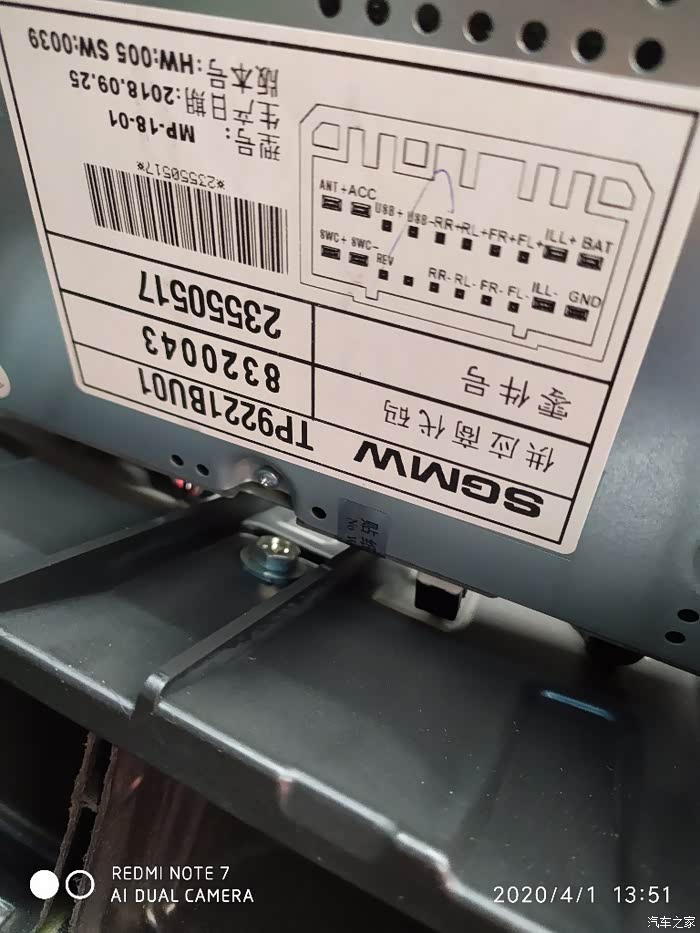 SGMW TP9221BU01
供应商代码 8320043
零件号 23550517
*23550517*
型号: MP-18-01
生产日期:2018.09.25
版本号:HW:005 SW:0039
ANT+ ACC USB+ USB- RR+ RL+ FR+ FL+ ILL+ BAT
SWC+ SWC- REV RR- RL- FR- FL- ILL- GND
REDMI NOTE 7
AI DUAL CAMERA
2020/4/1 13:51
汽车之家